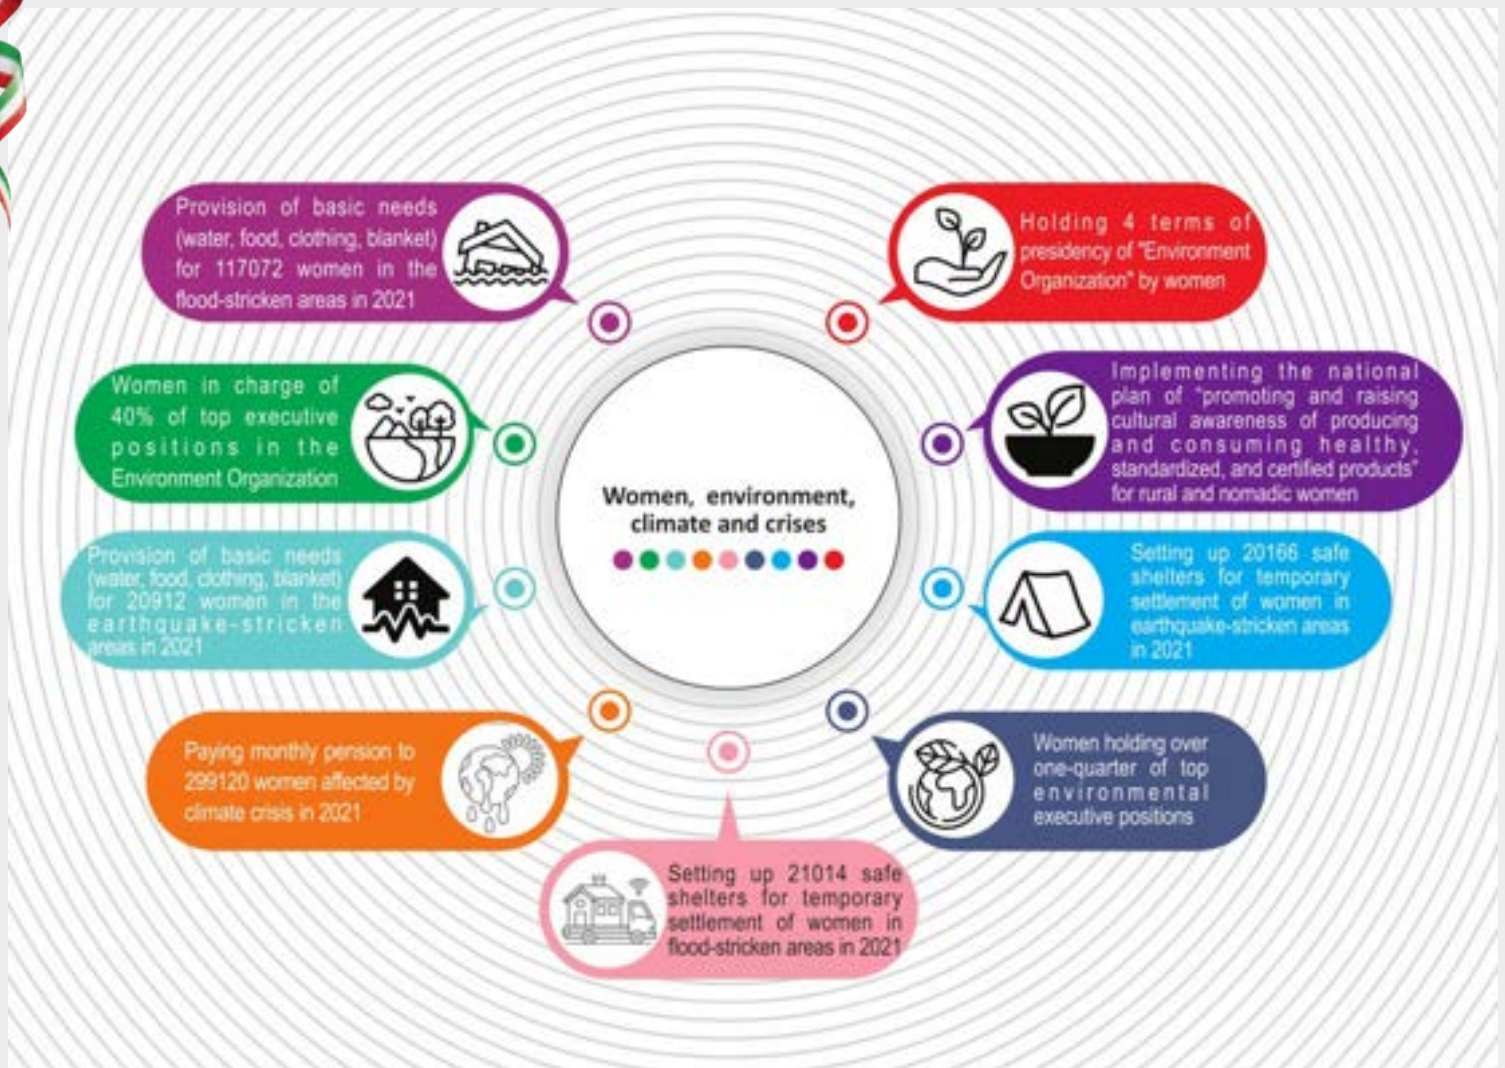 Provision of basic needs
(water, food, clothing, blanket)
for 117072 women in the
flood-stricken areas in 2021
Holding 4 terms of
presidency of "Environment
Organization" by women
Women in charge of
40% of top executive
positions in the
Environment Organization
Implementing the national
plan of "promoting and raising
cultural awareness of producing
and consuming healthy,
standardized, and certified products"
for rural and nomadic women
Women, environment,
climate and crises
Provision of basic needs
(water, food, clothing, blanket)
for 20912 women in the
earthquake-stricken
areas in 2021
Setting up 20166 safe
shelters for temporary
settlement of women in
earthquake-stricken areas
in 2021
Paying monthly pension to
299120 women affected by
climate crisis in 2021
Women holding over
one-quarter of top
environmental
executive positions
Setting up 21014 safe
shelters for temporary
settlement of women in
flood-stricken areas in 2021